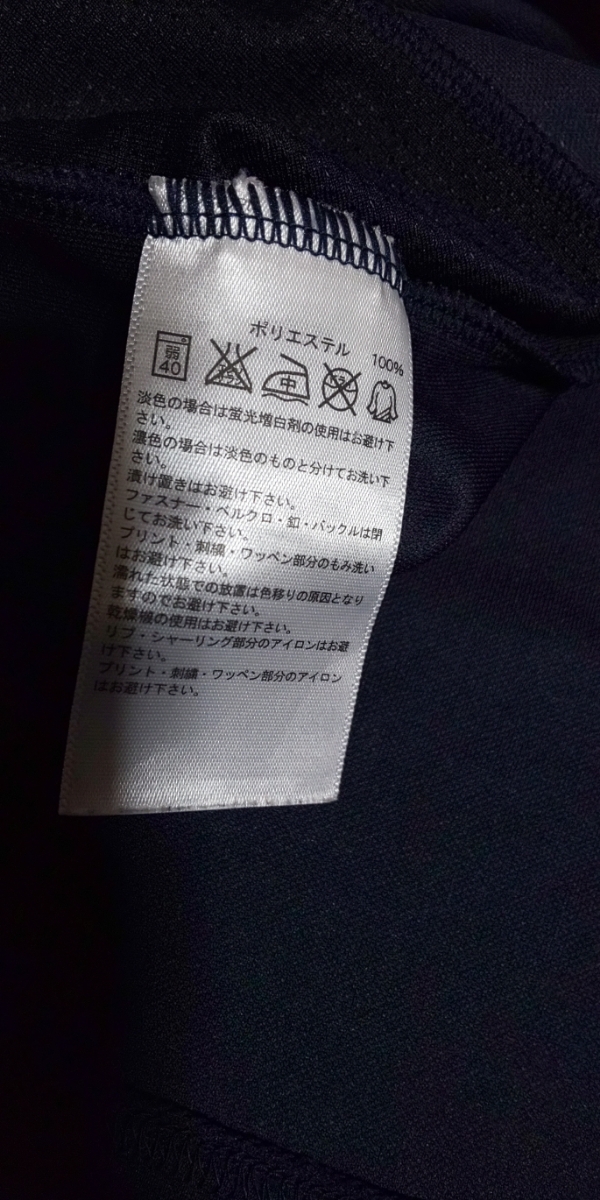 ポリエステル 100%
弱
40
中
淡色の場合は蛍光増白剤の使用はお避け下
さい。
濃色の場合は淡色のものと分けてお洗い下
さい。
漬け置きはお避け下さい。
ファスナー・ベルクロ・釦・バックルは閉
じてお洗い下さい。
プリント・刺繍・ワッペン部分のもみ洗い
はお避け下さい。
濡れた状態での放置は色移りの原因となり
ますのでお避け下さい。
乾燥機の使用はお避け下さい。
リブ・シャーリング部分のアイロンはお避
け下さい。
プリント・刺繍・ワッペン部分のアイロン
はお避け下さい。